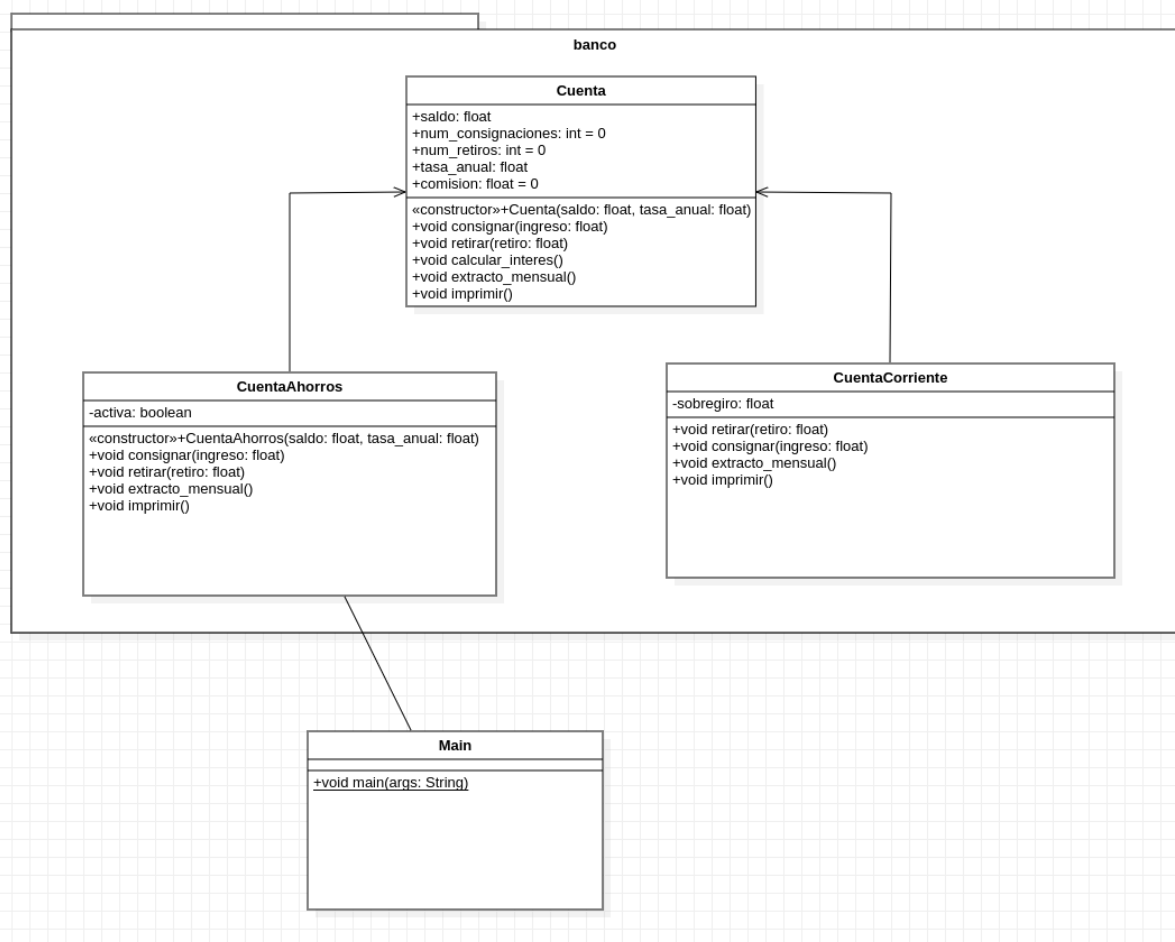 banco
Cuenta
+saldo: float
+num_consignaciones: int = 0
+num_retiros: int = 0
+tasa_anual: float
+comision: float = 0
«constructor»+Cuenta(saldo: float, tasa_anual: float)
+void consignar(ingreso: float)
+void retirar(retiro: float)
+void calcular_interes()
+void extracto_mensual()
+void imprimir()
CuentaAhorros
-activa: boolean
«constructor»+CuentaAhorros(saldo: float, tasa_anual: float)
+void consignar(ingreso: float)
+void retirar(retiro: float)
+void extracto_mensual()
+void imprimir()
CuentaCorriente
-sobregiro: float
+void retirar(retiro: float)
+void consignar(ingreso: float)
+void extracto_mensual()
+void imprimir()
Main
+void main(args: String)